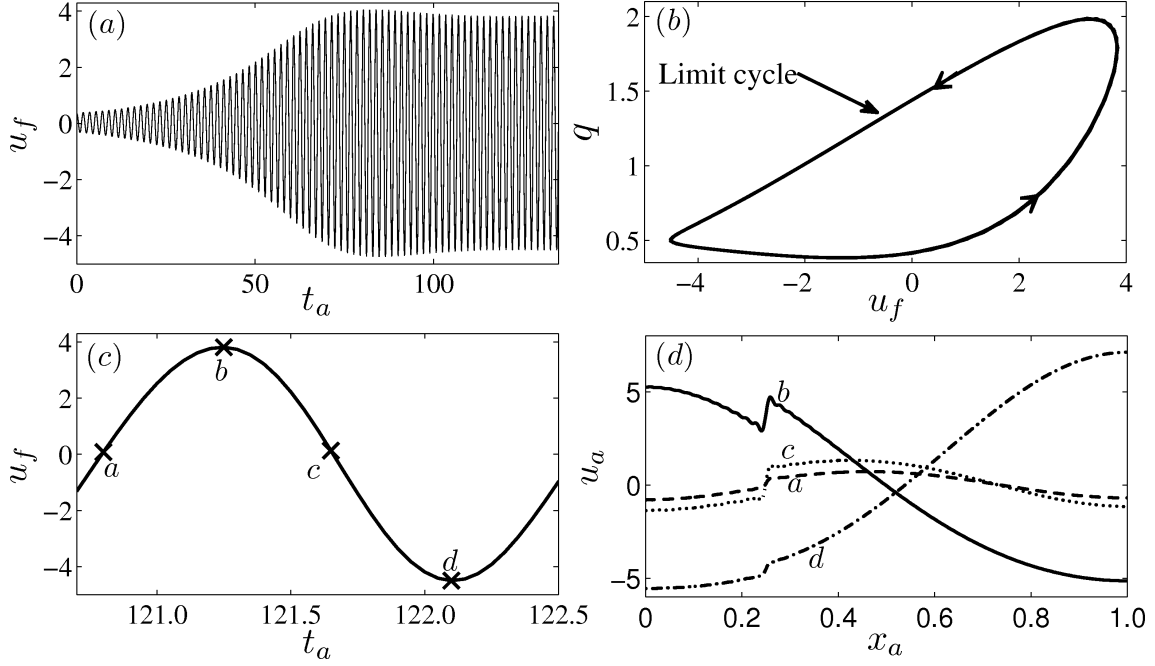 (a)
4
2
0
−2
−4
u_f
0
50
100
t_a
(b)
2
1.5
1
0.5
q
Limit cycle
−4
−2
0
2
4
u_f
(c)
4
2
0
−2
−4
u_f
a
b
c
d
121.0
121.5
122.0
122.5
t_a
(d)
5
0
−5
u_a
b
c
a
d
0
0.2
0.4
0.6
0.8
1.0
x_a